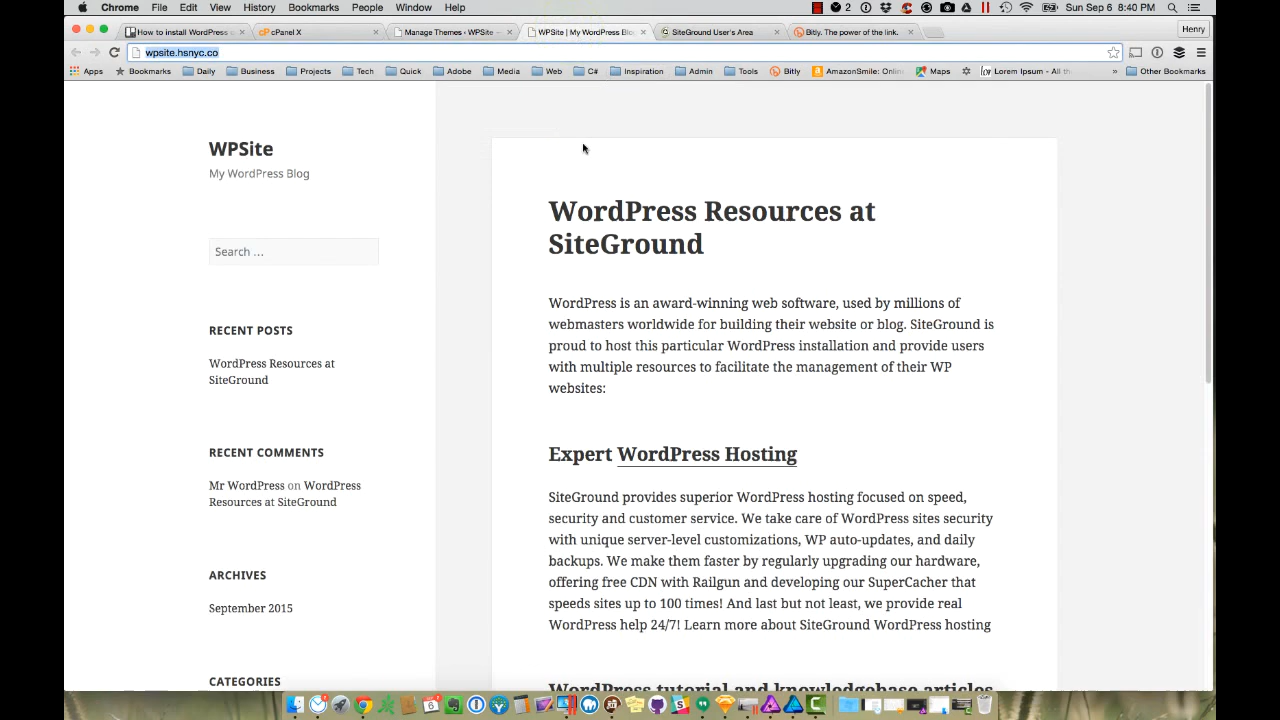 Chrome File Edit View History Bookmarks People Window Help 2 Sun Sep 6 8:40 PM
How to install WordPress cPanel X Manage Themes ‹ WPSite — WPSite | My WordPress Blog SiteGround User's Area Bitly. The power of the link. Henry
wpsite.hsnyc.co
Apps Bookmarks Daily Business Projects Tech Quick Adobe Media Web C# Inspiration Admin Tools Bitly AmazonSmile: Onli Maps Lorem Ipsum - All th » Other Bookmarks
WPSite
My WordPress Blog
Search …
RECENT POSTS
WordPress Resources at
SiteGround
RECENT COMMENTS
Mr WordPress on WordPress
Resources at SiteGround
ARCHIVES
September 2015
CATEGORIES
WordPress Resources at
SiteGround
WordPress is an award-winning web software, used by millions of
webmasters worldwide for building their website or blog. SiteGround is
proud to host this particular WordPress installation and provide users
with multiple resources to facilitate the management of their WP
websites:
Expert WordPress Hosting
SiteGround provides superior WordPress hosting focused on speed,
security and customer service. We take care of WordPress sites security
with unique server-level customizations, WP auto-updates, and daily
backups. We make them faster by regularly upgrading our hardware,
offering free CDN with Railgun and developing our SuperCacher that
speeds sites up to 100 times! And last but not least, we provide real
WordPress help 24/7! Learn more about SiteGround WordPress hosting
WordPress tutorial and knowledgebase articles